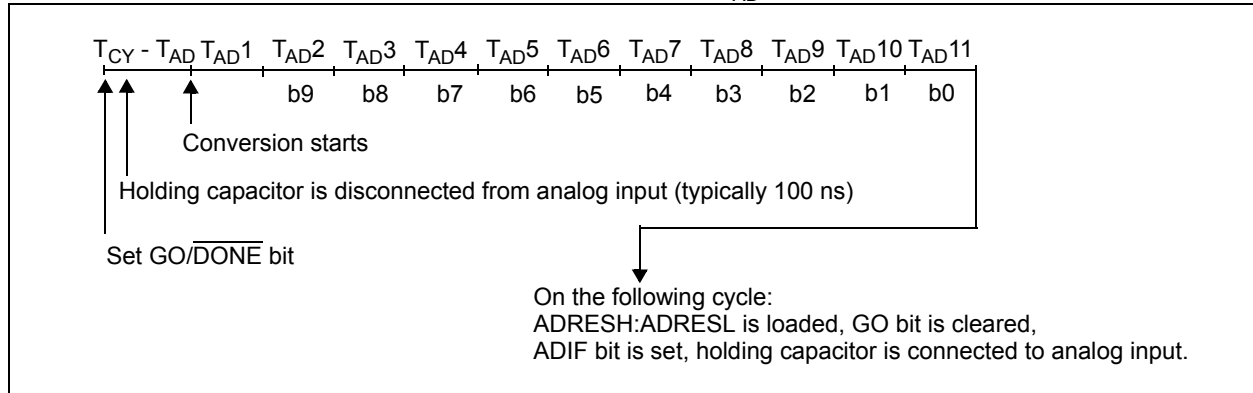 AD
TCY - TAD TAD1 TAD2 TAD3 TAD4 TAD5 TAD6 TAD7 TAD8 TAD9 TAD10 TAD11
b9 b8 b7 b6 b5 b4 b3 b2 b1 b0
Conversion starts
Holding capacitor is disconnected from analog input (typically 100 ns)
Set GO/DONE bit
On the following cycle:
ADRESH:ADRESL is loaded, GO bit is cleared,
ADIF bit is set, holding capacitor is connected to analog input.